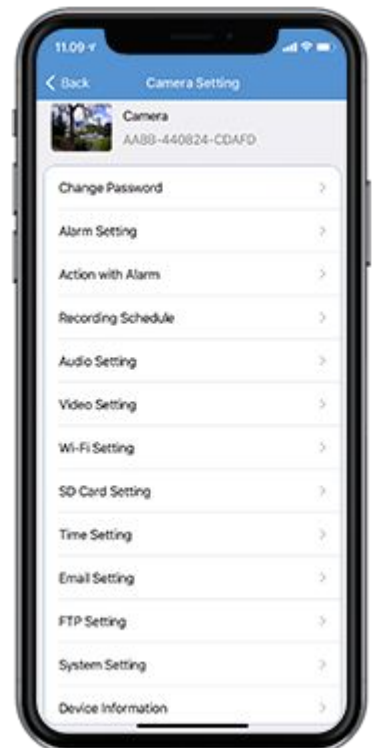 11.09
Back
Camera Setting
Camera
AABB-440824-CDAFD
Change Password
Alarm Setting
Action with Alarm
Recording Schedule
Audio Setting
Video Setting
Wi-Fi Setting
SD Card Setting
Time Setting
Email Setting
FTP Setting
System Setting
Device Information